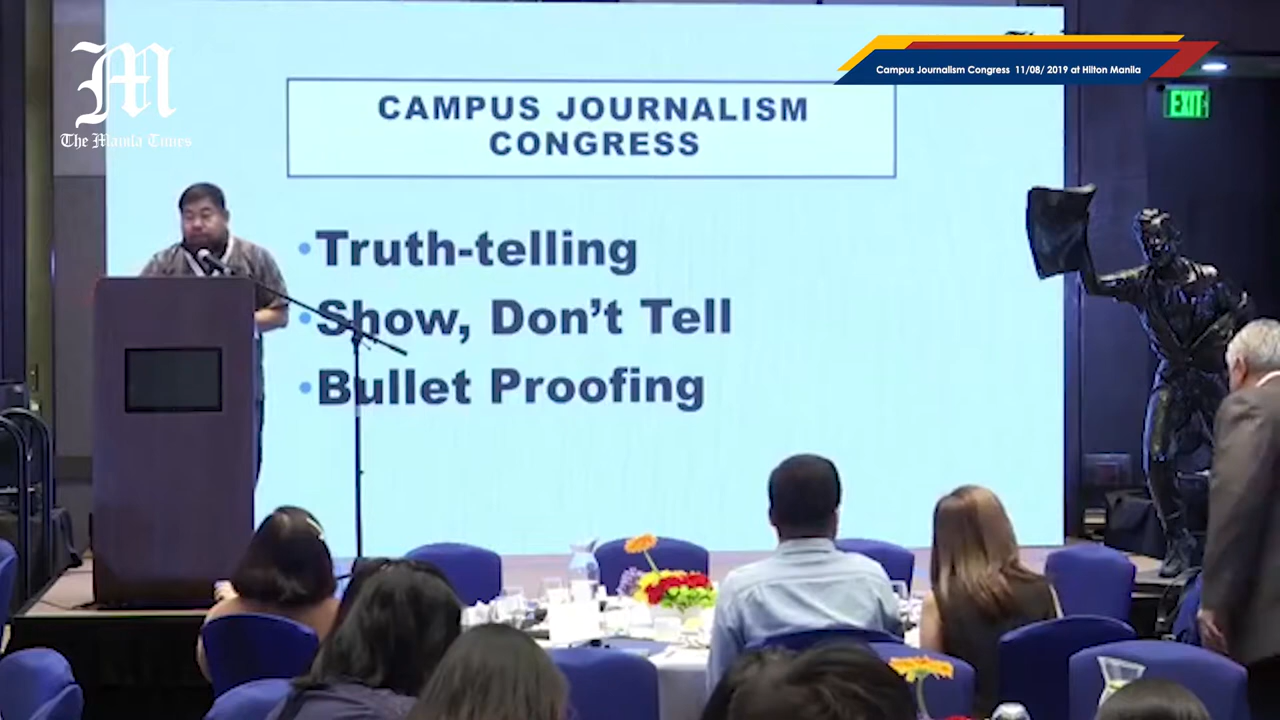 The Manila Times
Campus Journalism Congress 11/08/ 2019 at Hilton Manila
EXIT
CAMPUS JOURNALISM
CONGRESS
•Truth-telling
•Show, Don't Tell
•Bullet Proofing